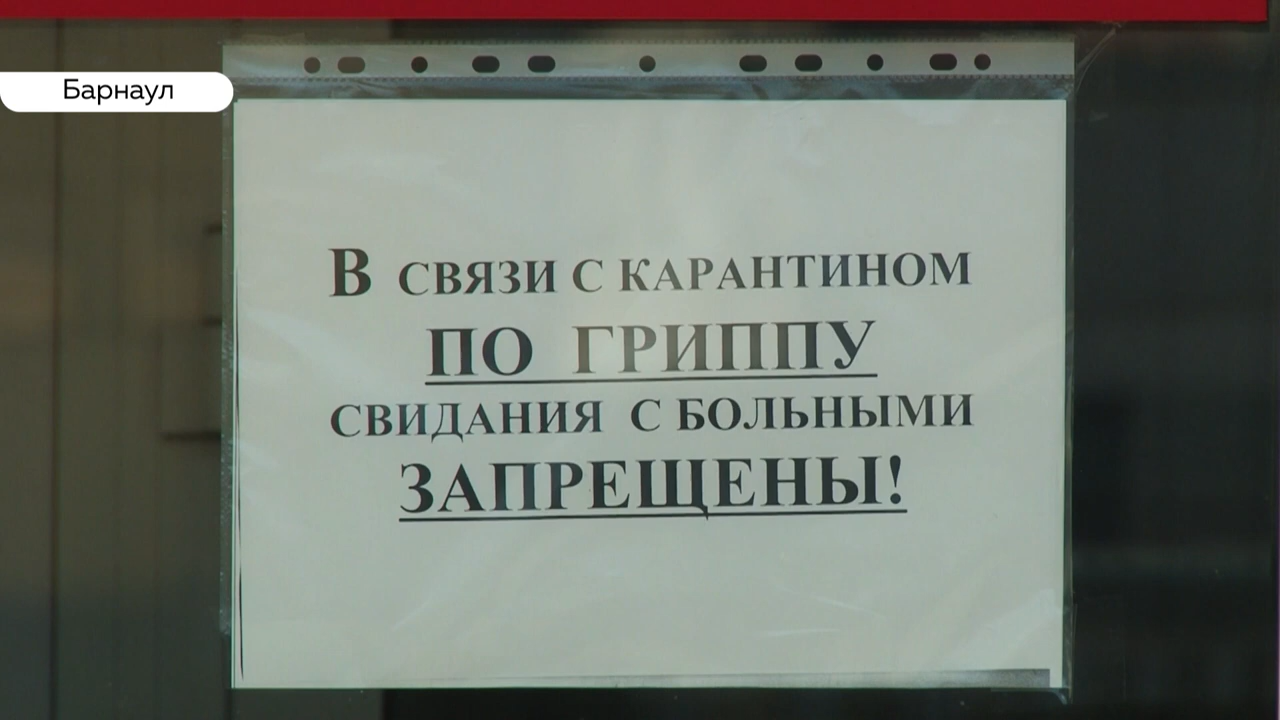 Барнаул
В СВЯЗИ С КАРАНТИНОМ
ПО ГРИППУ
СВИДАНИЯ С БОЛЬНЫМИ
ЗАПРЕЩЕНЫ!